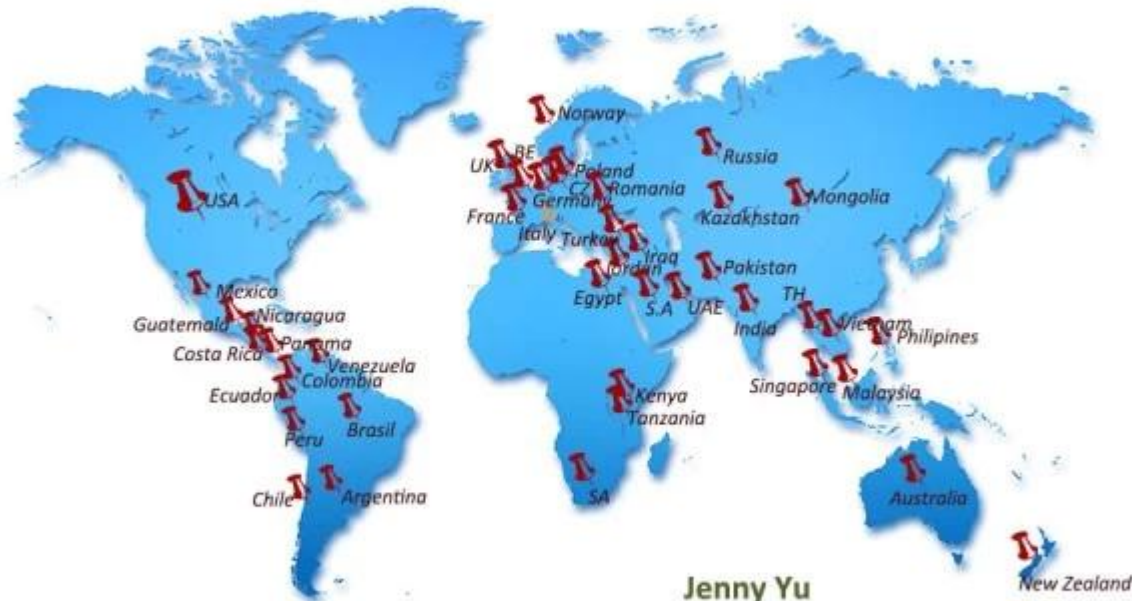 Norway
UK
BE
Poland
Russia
CZ
Romania
USA
Germany
Kazakhstan
Mongolia
France
Italy
Turkey
Iraq
Jordan
Pakistan
Mexico
Egypt
S.A
UAE
TH
India
Guatemala
Nicaragua
Vietnam
Philipines
Costa Rica
Panama
Venezuela
Singapore
Malaysia
Colombia
Ecuador
Kenya
Tanzania
Peru
Brasil
Chile
Argentina
SA
Australia
New Zealand
Jenny Yu